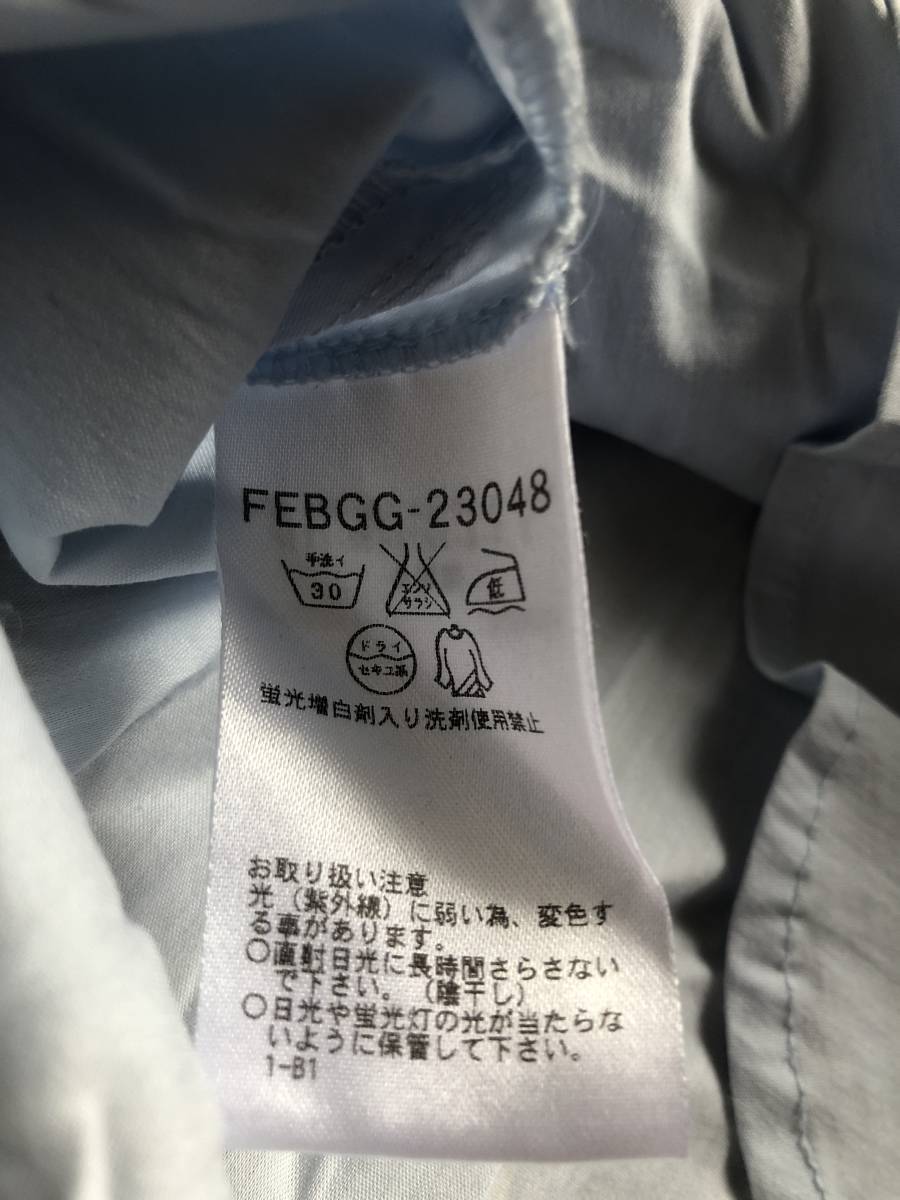 FEBGG-23048
手洗イ
30
エンソ
サラシ
低
ドライ
セキユ系
蛍光増白剤入り洗剤使用禁止
お取り扱い注意
光（紫外線）に弱い為、変色す
る事があります。
○直射日光に長時間さらさない
で下さい。（陰干し）
○日光や蛍光灯の光が当たらな
いように保管して下さい。
1-B1